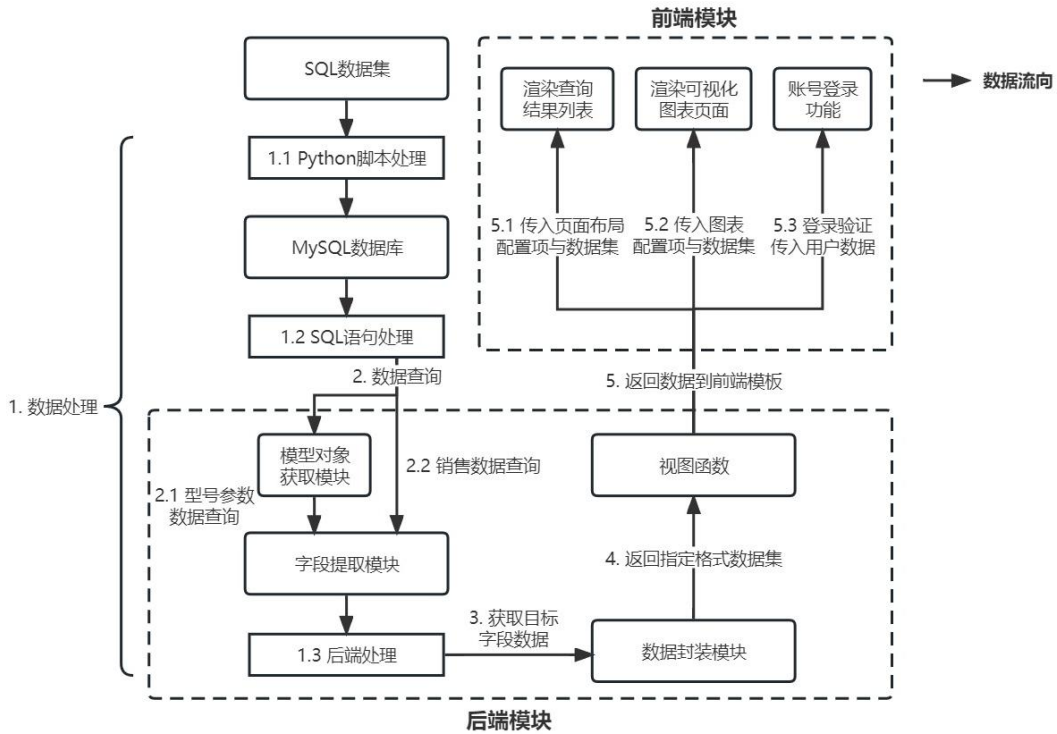 前端模块
SQL数据集
渲染查询
结果列表
渲染可视化
图表页面
账号登录
功能
数据流向
1.1 Python脚本处理
MySQL数据库
5.1 传入页面布局
配置项与数据集
5.2 传入图表
配置项与数据集
5.3 登录验证
传入用户数据
1.2 SQL语句处理
2. 数据查询
5. 返回数据到前端模板
1. 数据处理
模型对象
获取模块
2.2 销售数据查询
视图函数
2.1 型号参数
数据查询
字段提取模块
4. 返回指定格式数据集
3. 获取目标
字段数据
1.3 后端处理
数据封装模块
后端模块